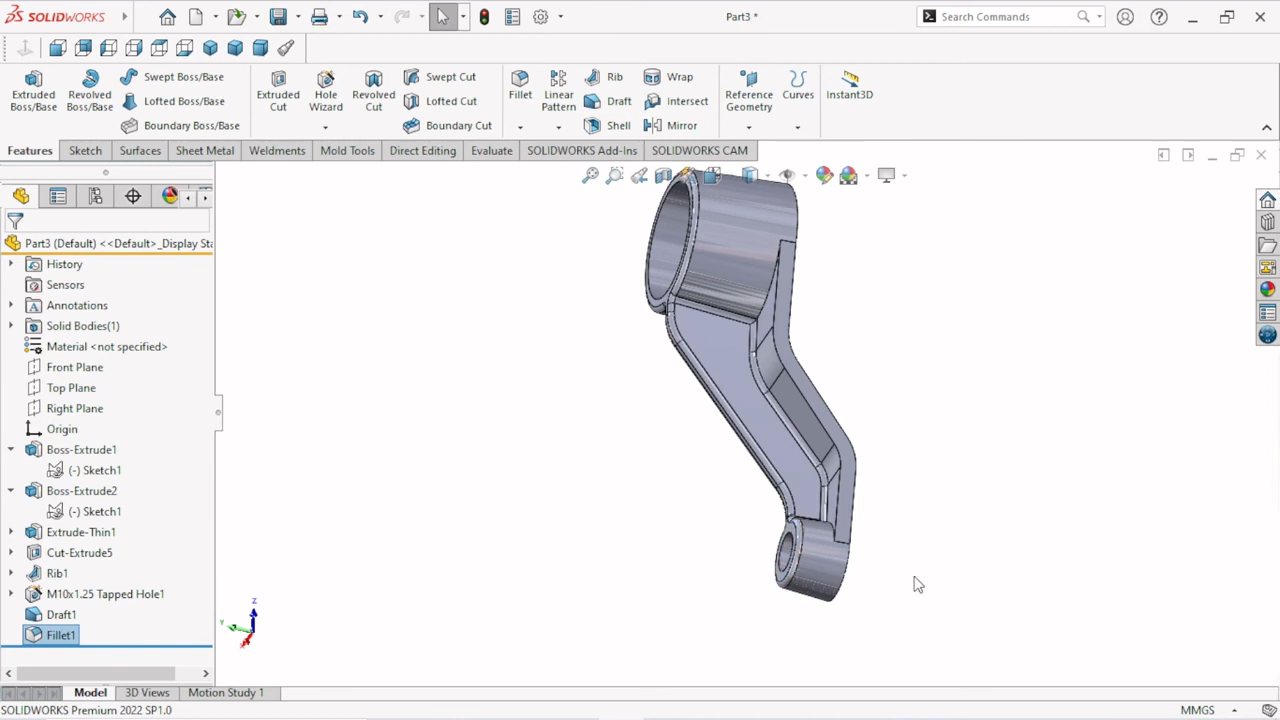 SOLIDWORKS
Part3 *
Search Commands
Extruded Boss/Base
Revolved Boss/Base
Swept Boss/Base
Lofted Boss/Base
Boundary Boss/Base
Extruded Cut
Hole Wizard
Revolved Cut
Swept Cut
Lofted Cut
Boundary Cut
Fillet
Linear Pattern
Rib
Draft
Shell
Wrap
Intersect
Mirror
Reference Geometry
Curves
Instant3D
Features
Sketch
Surfaces
Sheet Metal
Weldments
Mold Tools
Direct Editing
Evaluate
SOLIDWORKS Add-Ins
SOLIDWORKS CAM
Part3 (Default) <<Default>_Display Sta
History
Sensors
Annotations
Solid Bodies(1)
Material <not specified>
Front Plane
Top Plane
Right Plane
Origin
Boss-Extrude1
(-) Sketch1
Boss-Extrude2
(-) Sketch1
Extrude-Thin1
Cut-Extrude5
Rib1
M10x1.25 Tapped Hole1
Draft1
Fillet1
Z
Y
X
Model
3D Views
Motion Study 1
SOLIDWORKS Premium 2022 SP1.0
MMGS